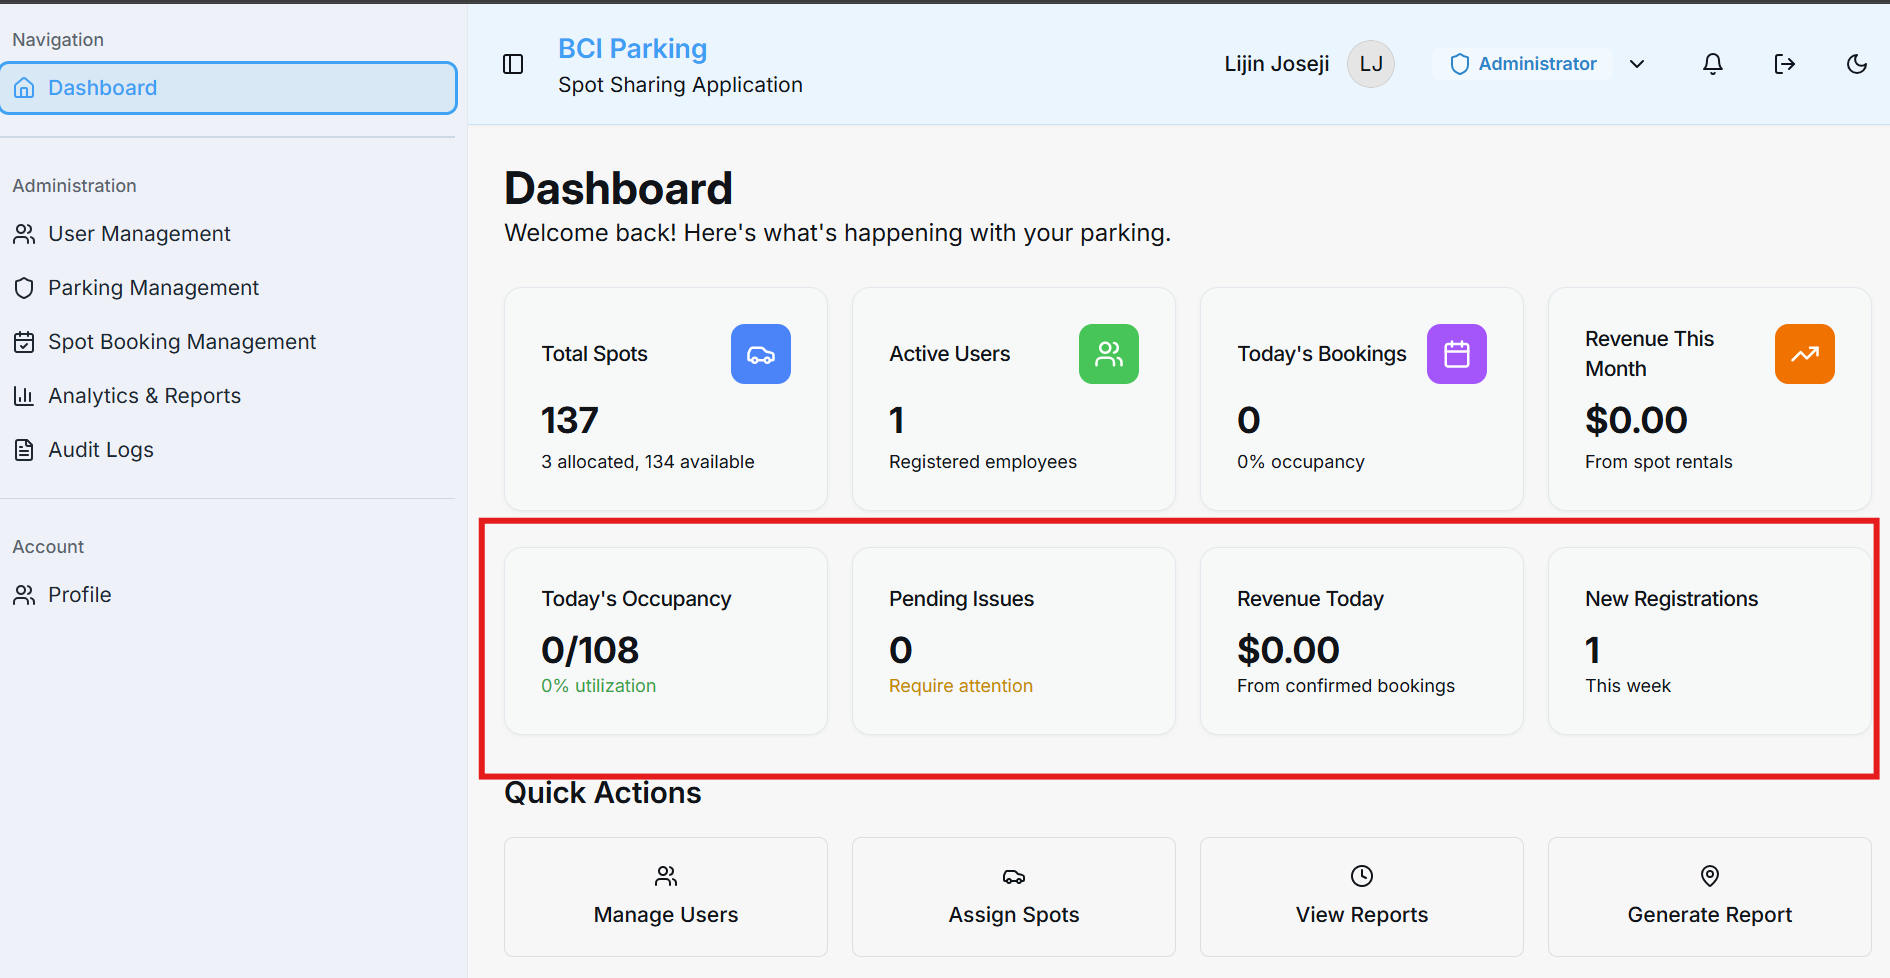 Navigation
Dashboard
Administration
User Management
Parking Management
Spot Booking Management
Analytics & Reports
Audit Logs
Account
Profile
BCI Parking
Spot Sharing Application
Lijin Joseji
LJ
Administrator
Dashboard
Welcome back! Here's what's happening with your parking.
Total Spots
137
3 allocated, 134 available
Active Users
1
Registered employees
Today's Bookings
0
0% occupancy
Revenue This
Month
$0.00
From spot rentals
Today's Occupancy
0/108
0% utilization
Pending Issues
0
Require attention
Revenue Today
$0.00
From confirmed bookings
New Registrations
1
This week
Quick Actions
Manage Users
Assign Spots
View Reports
Generate Report